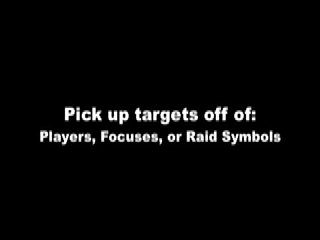 Pick up targets off of:
Players, Focuses, or Raid Symbols